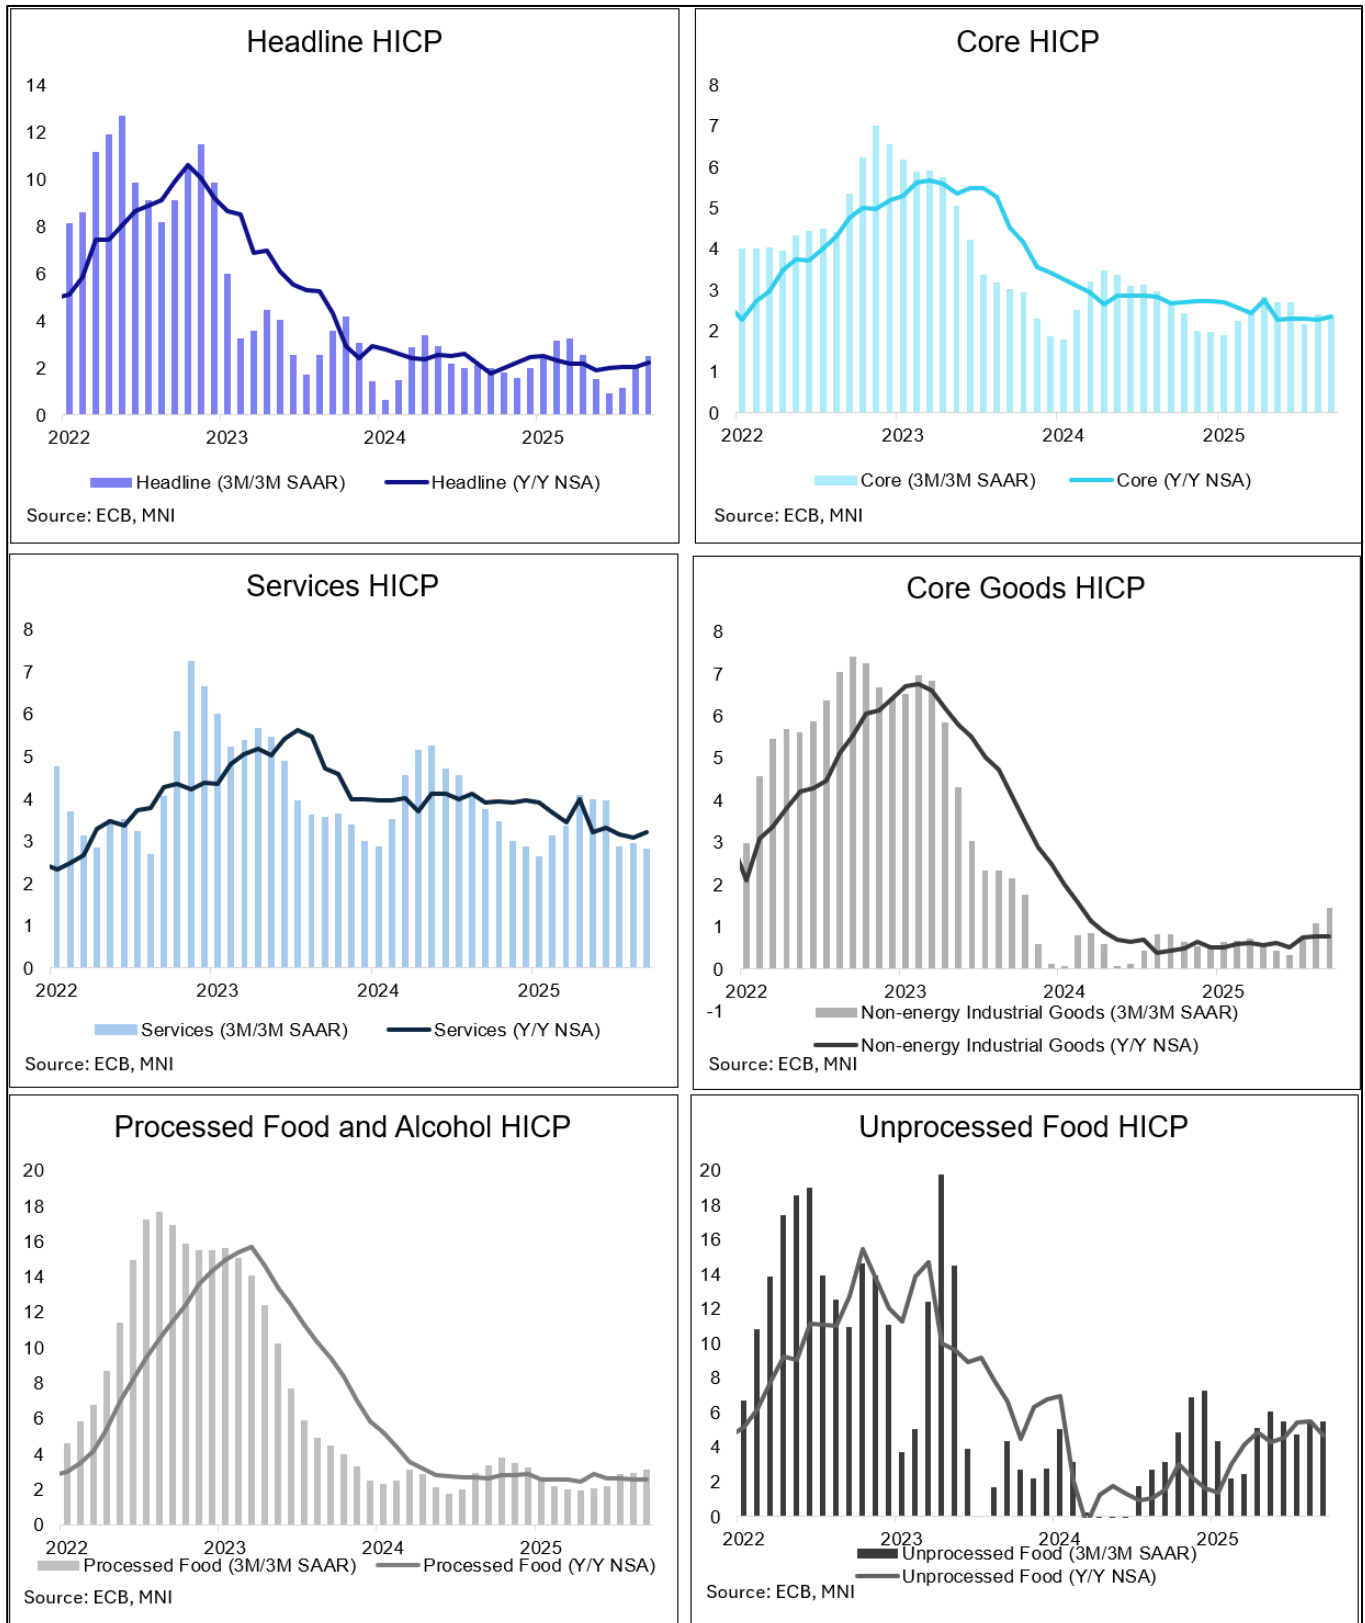 Headline HICP
14
12
10
8
6
4
2
0
2022 2023 2024 2025
Headline (3M/3M SAAR) Headline (Y/Y NSA)
Source: ECB, MNI
Core HICP
8
7
6
5
4
3
2
1
0
2022 2023 2024 2025
Core (3M/3M SAAR) Core (Y/Y NSA)
Source: ECB, MNI
Services HICP
8
7
6
5
4
3
2
1
0
2022 2023 2024 2025
Services (3M/3M SAAR) Services (Y/Y NSA)
Source: ECB, MNI
Core Goods HICP
8
7
6
5
4
3
2
1
0
2022 2023 2024 2025
-1
Non-energy Industrial Goods (3M/3M SAAR)
Non-energy Industrial Goods (Y/Y NSA)
Source: ECB, MNI
Processed Food and Alcohol HICP
20
18
16
14
12
10
8
6
4
2
0
2022 2023 2024 2025
Processed Food (3M/3M SAAR) Processed Food (Y/Y NSA)
Source: ECB, MNI
Unprocessed Food HICP
20
18
16
14
12
10
8
6
4
2
0
2022 2023 2024 2025
Unprocessed Food (3M/3M SAAR)
Unprocessed Food (Y/Y NSA)
Source: ECB, MNI